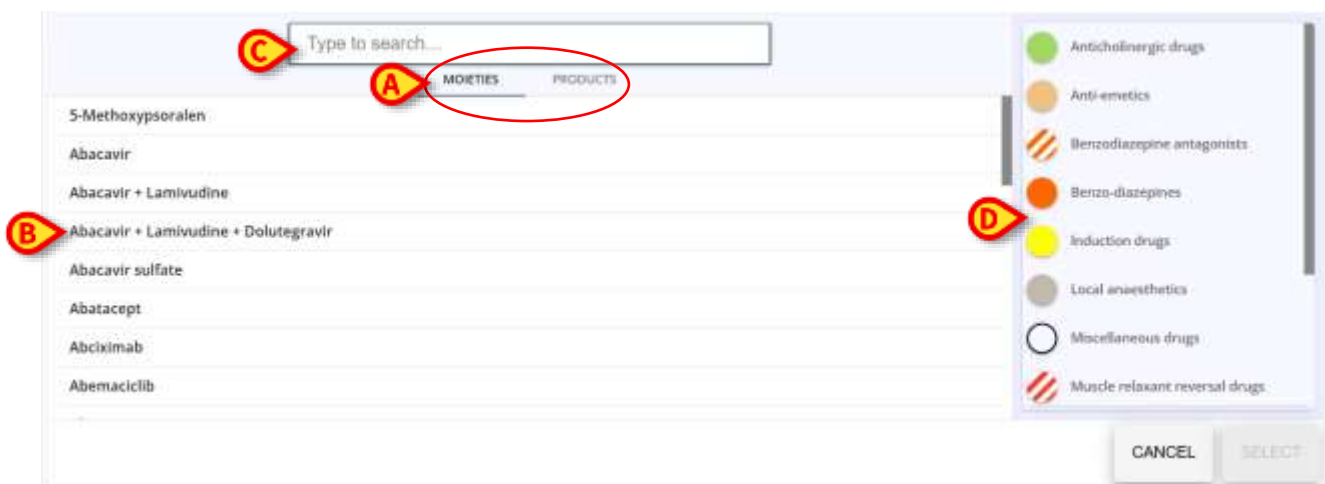 C
Type to search...
A
MOIETIES
PRODUCTS
5-Methoxypsoralen
Abacavir
Abacavir + Lamivudine
B
Abacavir + Lamivudine + Dolutegravir
Abacavir sulfate
Abatacept
Abciximab
Abemaciclib
Anticholinergic drugs
Anti-emetics
Benzodiazepine antagonists
Benzo-diazepines
D
Induction drugs
Local anaesthetics
Miscellaneous drugs
Muscle relaxant reversal drugs
CANCEL
SELECT